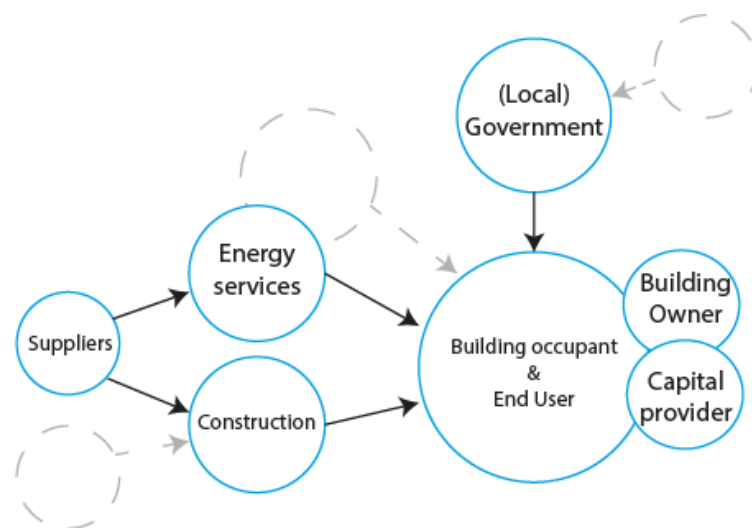 (Local)
Government
Energy
services
Building
Owner
Suppliers
Building occupant
&
End User
Capital
provider
Construction